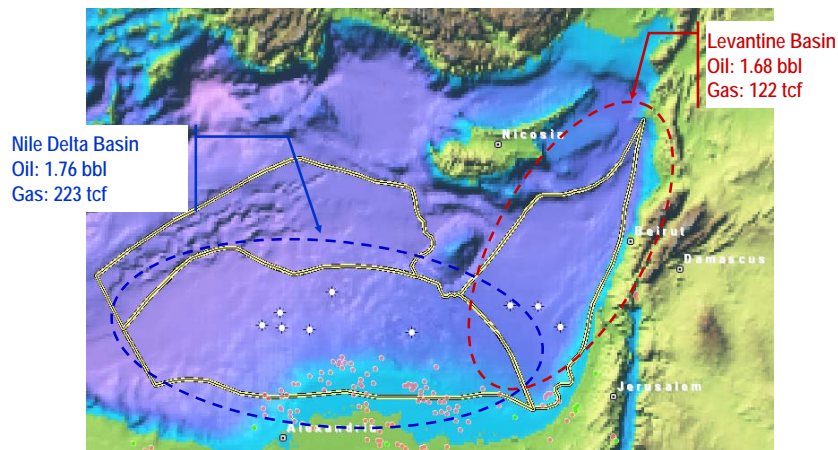 Levantine Basin
Oil: 1.68 bbl
Gas: 122 tcf
Nile Delta Basin
Oil: 1.76 bbl
Gas: 223 tcf
Nicosia
Beirut
Damascus
Jerusalem
Alexandria